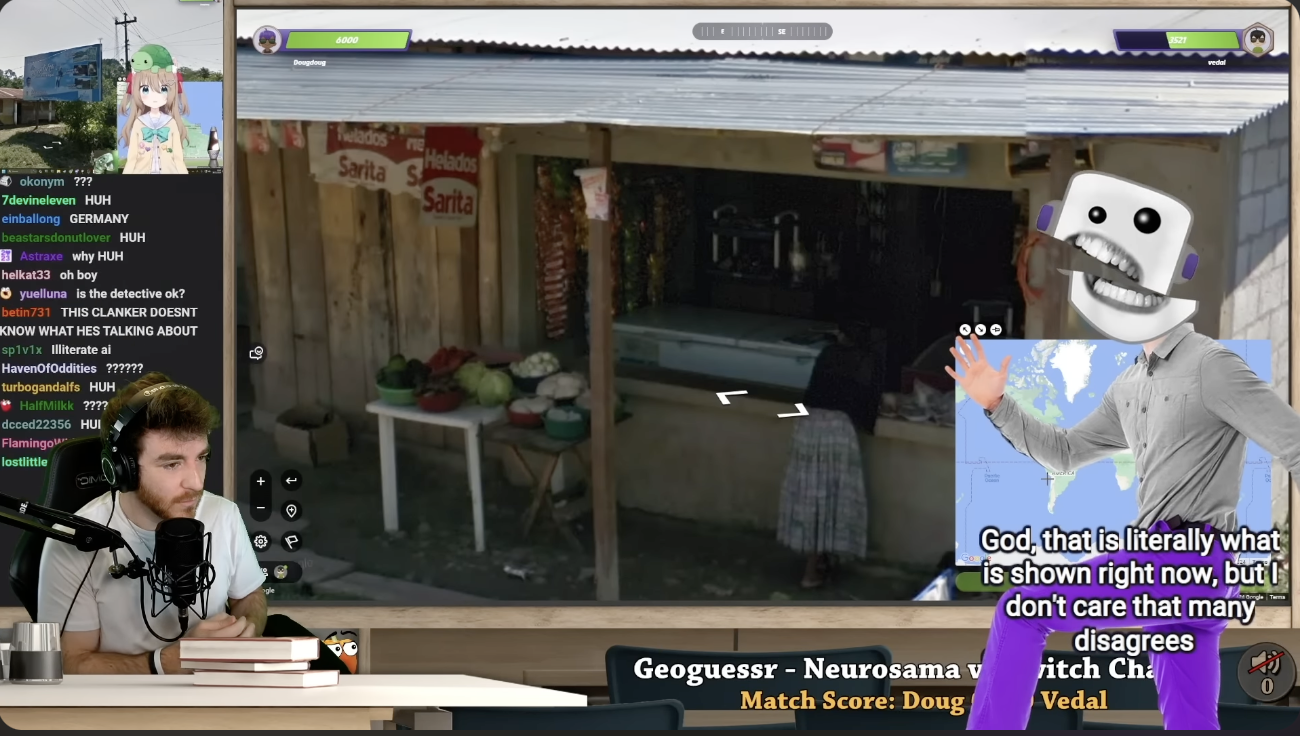 6000
Dougdoug
E
SE
3521
vedal
Helados
Sarita
Helados
Sarita
okonym ???
7devineleven HUH
einballong GERMANY
beastarsdonutlover HUH
Astraxe why HUH
helkat33 oh boy
yuelluna is the detective ok?
betin731 THIS CLANKER DOESNT
KNOW WHAT HES TALKING ABOUT
sp1v1x Illiterate ai
HavenOfOddities ??????
turbogandalfs HUH
HalfMilkk ????
dcced22356
lostlittle
God, that is literally what
is shown right now, but I
don't care that many
disagrees
Geoguessr - Neurosama
Match Score: Doug
Vedal
0
Terms